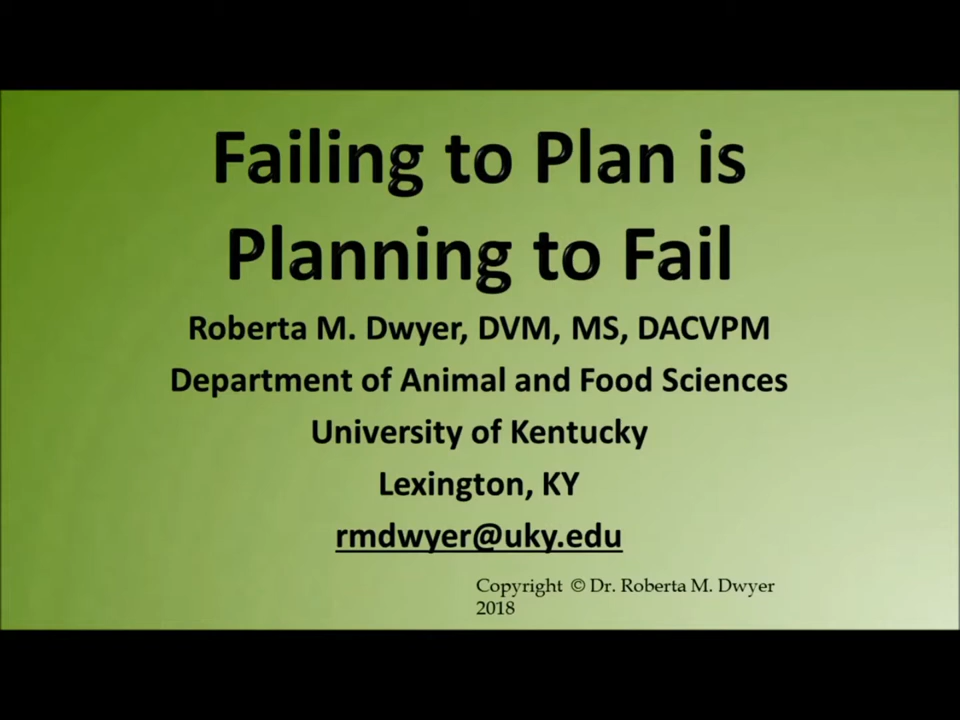 Failing to Plan is
Planning to Fail
Roberta M. Dwyer, DVM, MS, DACVPM
Department of Animal and Food Sciences
University of Kentucky
Lexington, KY
rmdwyer@uky.edu
Copyright © Dr. Roberta M. Dwyer
2018